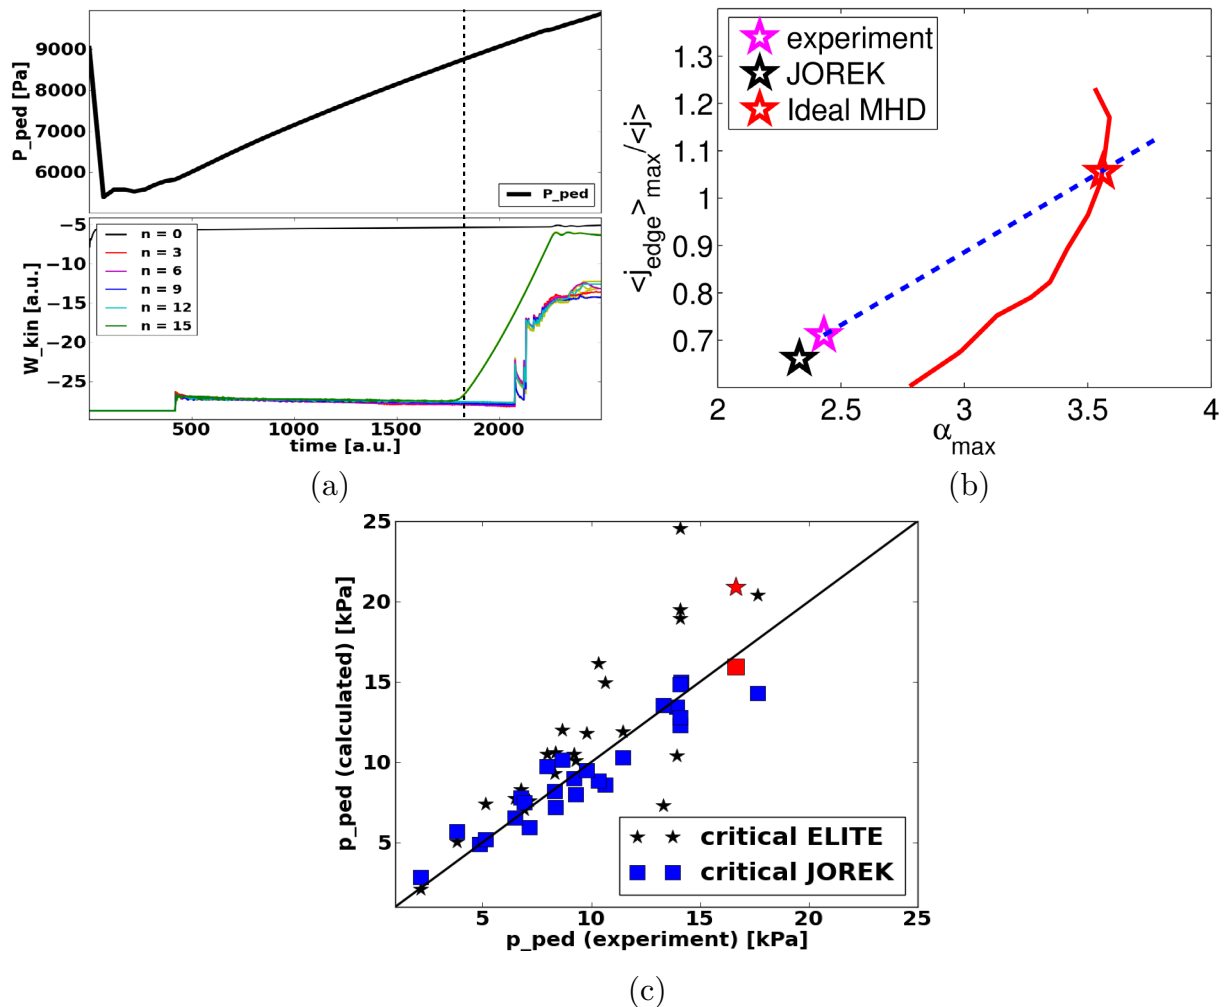 P_ped [Pa]
9000
8000
7000
6000
P_ped
W_kin [a.u.]
−5
−10
−15
−20
−25
n = 0
n = 3
n = 6
n = 9
n = 12
n = 15
500
1000
1500
2000
time [a.u.]
(a)
<j_edge>_max/<j>
1.3
1.2
1.1
1
0.9
0.8
0.7
experiment
JOREK
Ideal MHD
2
2.5
3
3.5
4
α_max
(b)
p_ped (calculated) [kPa]
25
20
15
10
5
critical ELITE
critical JOREK
5
10
15
20
25
p_ped (experiment) [kPa]
(c)